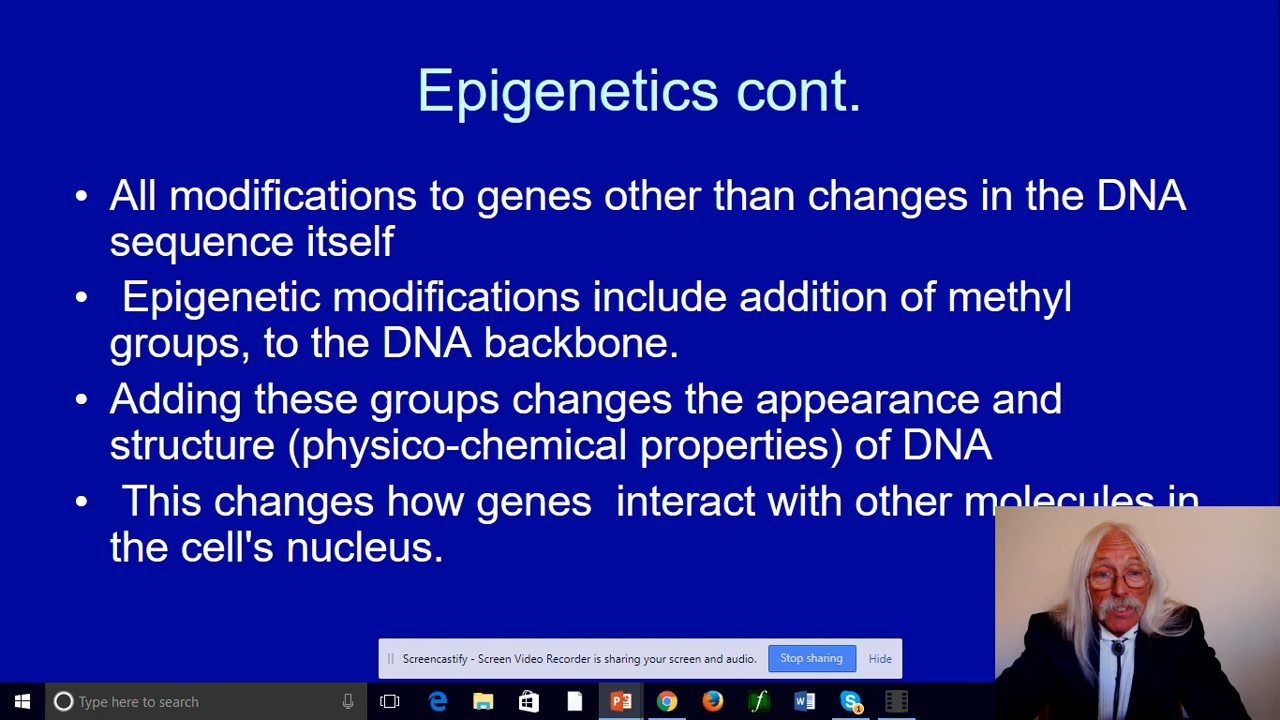 Epigenetics cont.
• All modifications to genes other than changes in the DNA
sequence itself
• Epigenetic modifications include addition of methyl
groups, to the DNA backbone.
• Adding these groups changes the appearance and
structure (physico-chemical properties) of DNA
• This changes how genes interact with other molecules in
the cell's nucleus.
Screencastify - Screen Video Recorder is sharing your screen and audio. Stop sharing Hide
Type here to search